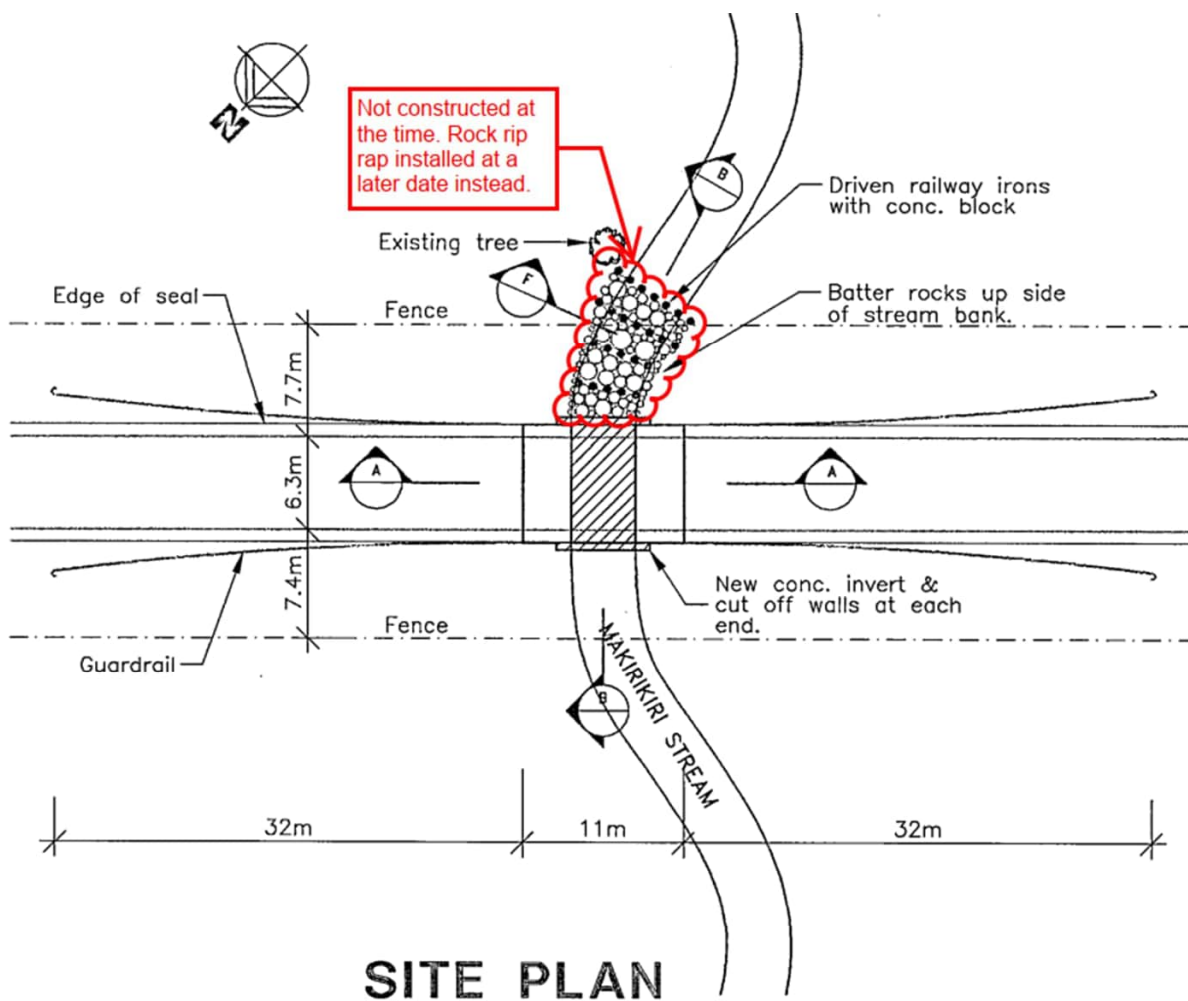 N
Not constructed at
the time. Rock rip
rap installed at a
later date instead.
B
Driven railway irons
with conc. block
Existing tree
F
Edge of seal
Fence
Batter rocks up side
of stream bank.
7.7m
A
A
6.3m
7.4m
New conc. invert &
cut off walls at each
end.
Fence
Guardrail
MAKIRIKIRI STREAM
B
32m
11m
32m
SITE PLAN